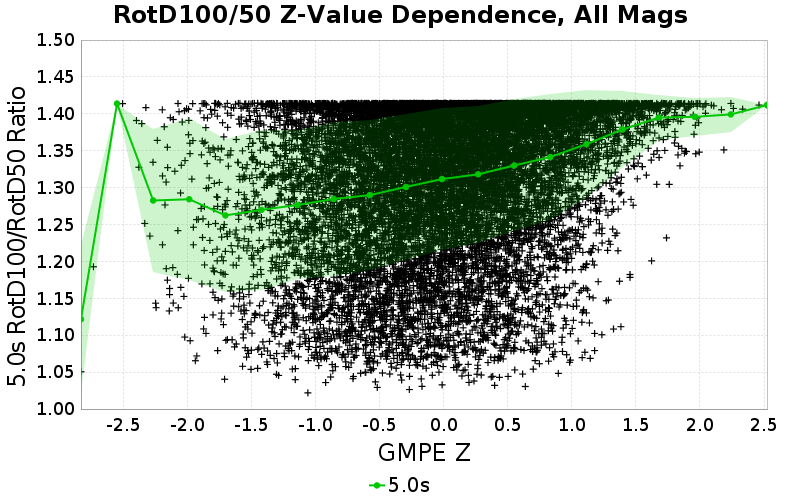 RotD100/50 Z-Value Dependence, All Mags
5.0s RotD100/RotD50 Ratio
1.50
1.45
1.40
1.35
1.30
1.25
1.20
1.15
1.10
1.05
1.00
-2.5 -2.0 -1.5 -1.0 -0.5 0.0 0.5 1.0 1.5 2.0 2.5
GMPE Z
5.0s